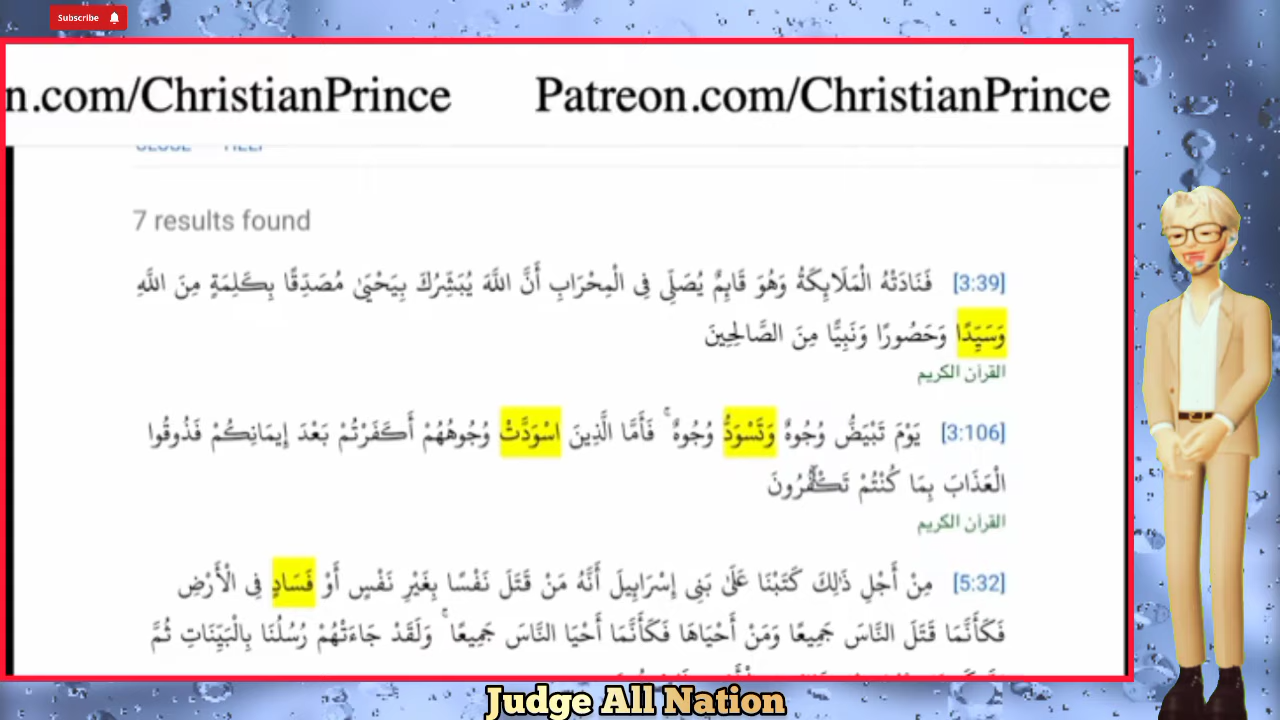 Subscribe
n.com/ChristianPrince Patreon.com/ChristianPrince
CLOSE HELP
7 results found
[3:39] فَنَادَتْهُ الْمَلَائِكَةُ وَهُوَ قَائِمٌ يُصَلِّي فِي الْمِحْرَابِ أَنَّ اللَّهَ يُبَشِّرُكَ بِيَحْيَىٰ مُصَدِّقًا بِكَلِمَةٍ مِنَ اللَّهِ
وَسَيِّدًا وَحَصُورًا وَنَبِيًّا مِنَ الصَّالِحِينَ
القرآن الكريم
[3:106] يَوْمَ تَبْيَضُّ وُجُوهٌ وَتَسْوَدُّ وُجُوهٌ ۚ فَأَمَّا الَّذِينَ اسْوَدَّتْ وُجُوهُهُمْ أَكَفَرْتُمْ بَعْدَ إِيمَانِكُمْ فَذُوقُوا
الْعَذَابَ بِمَا كُنْتُمْ تَكْفُرُونَ
القرآن الكريم
[5:32] مِنْ أَجْلِ ذَٰلِكَ كَتَبْنَا عَلَىٰ بَنِي إِسْرَائِيلَ أَنَّهُ مَنْ قَتَلَ نَفْسًا بِغَيْرِ نَفْسٍ أَوْ فَسَادٍ فِي الْأَرْضِ
فَكَأَنَّمَا قَتَلَ النَّاسَ جَمِيعًا وَمَنْ أَحْيَاهَا فَكَأَنَّمَا أَحْيَا النَّاسَ جَمِيعًا ۚ وَلَقَدْ جَاءَتْهُمْ رُسُلُنَا بِالْبَيِّنَاتِ ثُمَّ
Judge All Nation